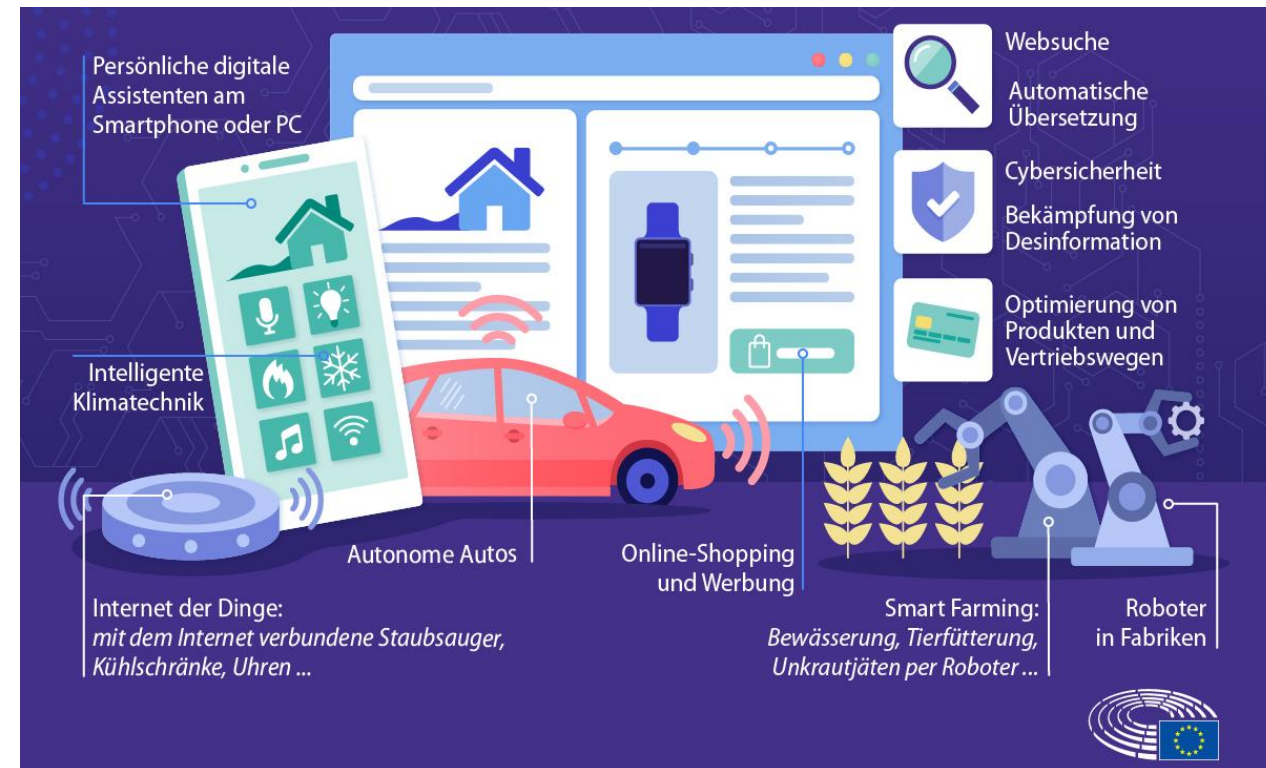 Persönliche digitale
Assistenten am
Smartphone oder PC
Websuche
Automatische
Übersetzung
Cybersicherheit
Bekämpfung von
Desinformation
Optimierung von
Produkten und
Vertriebswegen
Intelligente
Klimatechnik
Autonome Autos
Online-Shopping
und Werbung
Internet der Dinge:
mit dem Internet verbundene Staubsauger,
Kühlschränke, Uhren ...
Smart Farming:
Bewässerung, Tierfütterung,
Unkrautjäten per Roboter ...
Roboter
in Fabriken